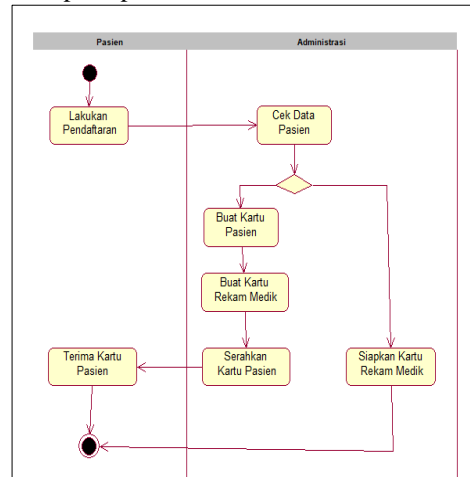 Pasien
Administrasi
Lakukan
Pendaftaran
Cek Data
Pasien
Buat Kartu
Pasien
Buat Kartu
Rekam Medik
Terima Kartu
Pasien
Serahkan
Kartu Pasien
Siapkan Kartu
Rekam Medik